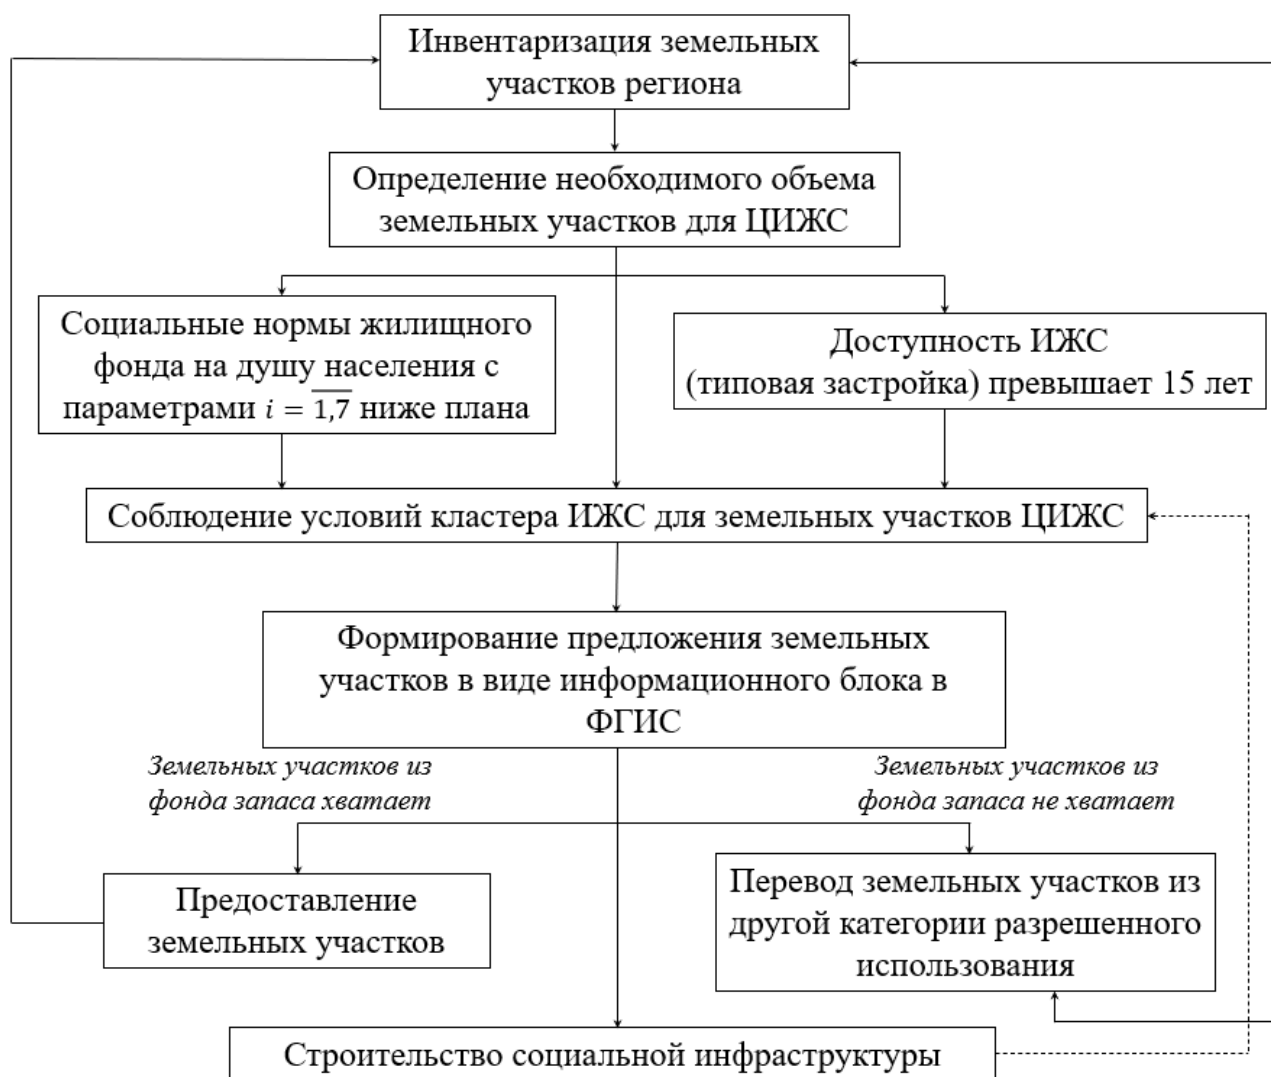 Инвентаризация земельных
участков региона
Определение необходимого объема
земельных участков для ЦИЖС
Социальные нормы жилищного
фонда на душу населения с
параметрами i = \overline{1,7} ниже плана
Доступность ИЖС
(типовая застройка) превышает 15 лет
Соблюдение условий кластера ИЖС для земельных участков ЦИЖС
Формирование предложения земельных
участков в виде информационного блока в
ФГИС
Земельных участков из
фонда запаса хватает
Земельных участков из
фонда запаса не хватает
Предоставление
земельных участков
Перевод земельных участков из
другой категории разрешенного
использования
Строительство социальной инфраструктуры